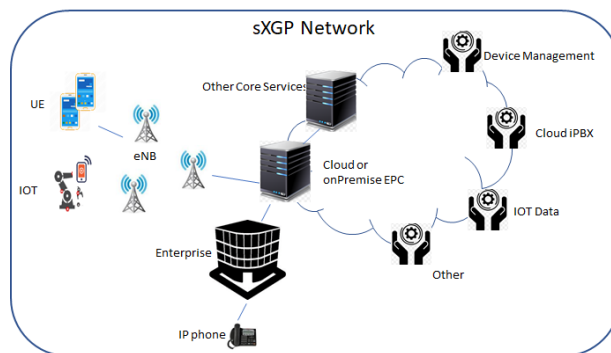 sXGP Network
Device Management
Other Core Services
UE
eNB
Cloud iPBX
Cloud or
onPremise EPC
IOT
IOT Data
Enterprise
Other
IP phone